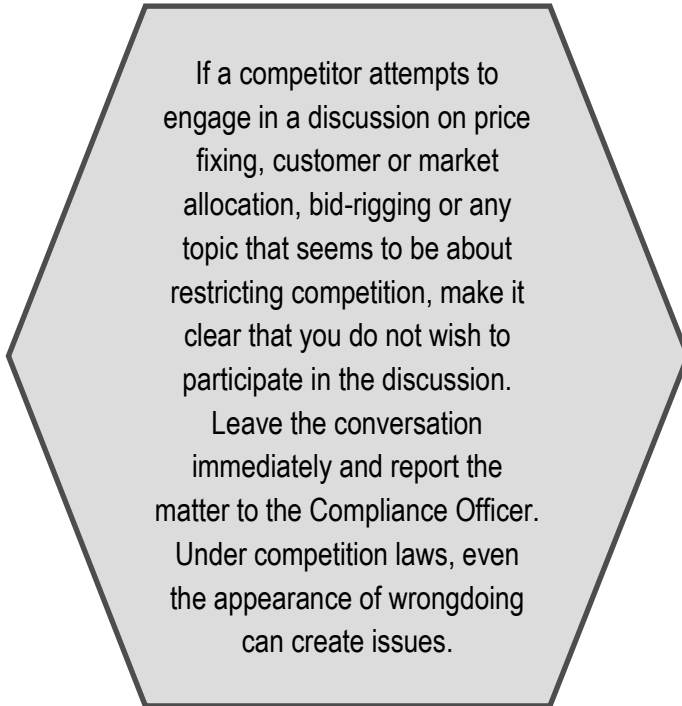 If a competitor attempts to
engage in a discussion on price
fixing, customer or market
allocation, bid-rigging or any
topic that seems to be about
restricting competition, make it
clear that you do not wish to
participate in the discussion.
Leave the conversation
immediately and report the
matter to the Compliance Officer.
Under competition laws, even
the appearance of wrongdoing
can create issues.